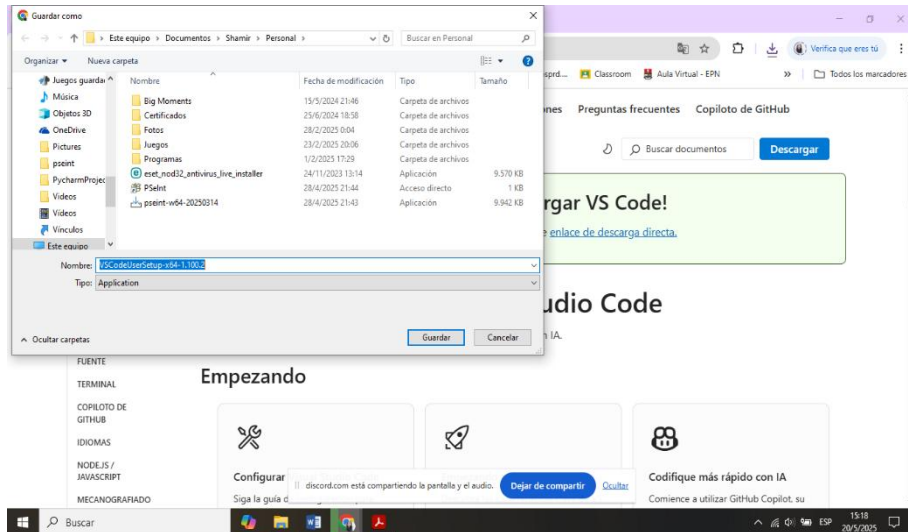 Guardar como
Este equipo > Documentos > Shamir > Personal >
Buscar en Personal
Organizar
Nueva carpeta
Juegos guarda
Música
Objetos 3D
OneDrive
Pictures
pseint
PycharmProjec
Videos
Vídeos
Vínculos
Este equipo
Nombre Fecha de modificación Tipo Tamaño
Big Moments 15/5/2024 21:46 Carpeta de archivos
Certificados 25/6/2024 18:58 Carpeta de archivos
Fotos 28/2/2025 0:04 Carpeta de archivos
Juegos 23/2/2025 20:06 Carpeta de archivos
Programas 1/2/2025 17:29 Carpeta de archivos
eset_nod32_antivirus_live_installer 24/11/2023 13:14 Aplicación 9.570 KB
PSeInt 28/4/2025 21:44 Acceso directo 1 KB
pseint-w64-20250314 28/4/2025 21:43 Aplicación 9.942 KB
Nombre: VSCodeUserSetup-x64-1.100.2
Tipo: Application
Ocultar carpetas
Guardar
Cancelar
Verifica que eres tú
Classroom
Aula Virtual - EPN
»
Todos los marcadores
nes Preguntas frecuentes Copiloto de GitHub
Buscar documentos
Descargar
rgar VS Code!
enlace de descarga directa.
udio Code
n IA.
FUENTE
TERMINAL
COPILOTO DE
GITHUB
IDIOMAS
NODE.JS /
JAVASCRIPT
MECANOGRAFIADO
Empezando
Configurar
Siga la guía d
Codifique más rápido con IA
Comience a utilizar GitHub Copilot, su
discord.com está compartiendo la pantalla y el audio.
Dejar de compartir
Ocultar
Buscar
ESP
15:18
20/5/2025